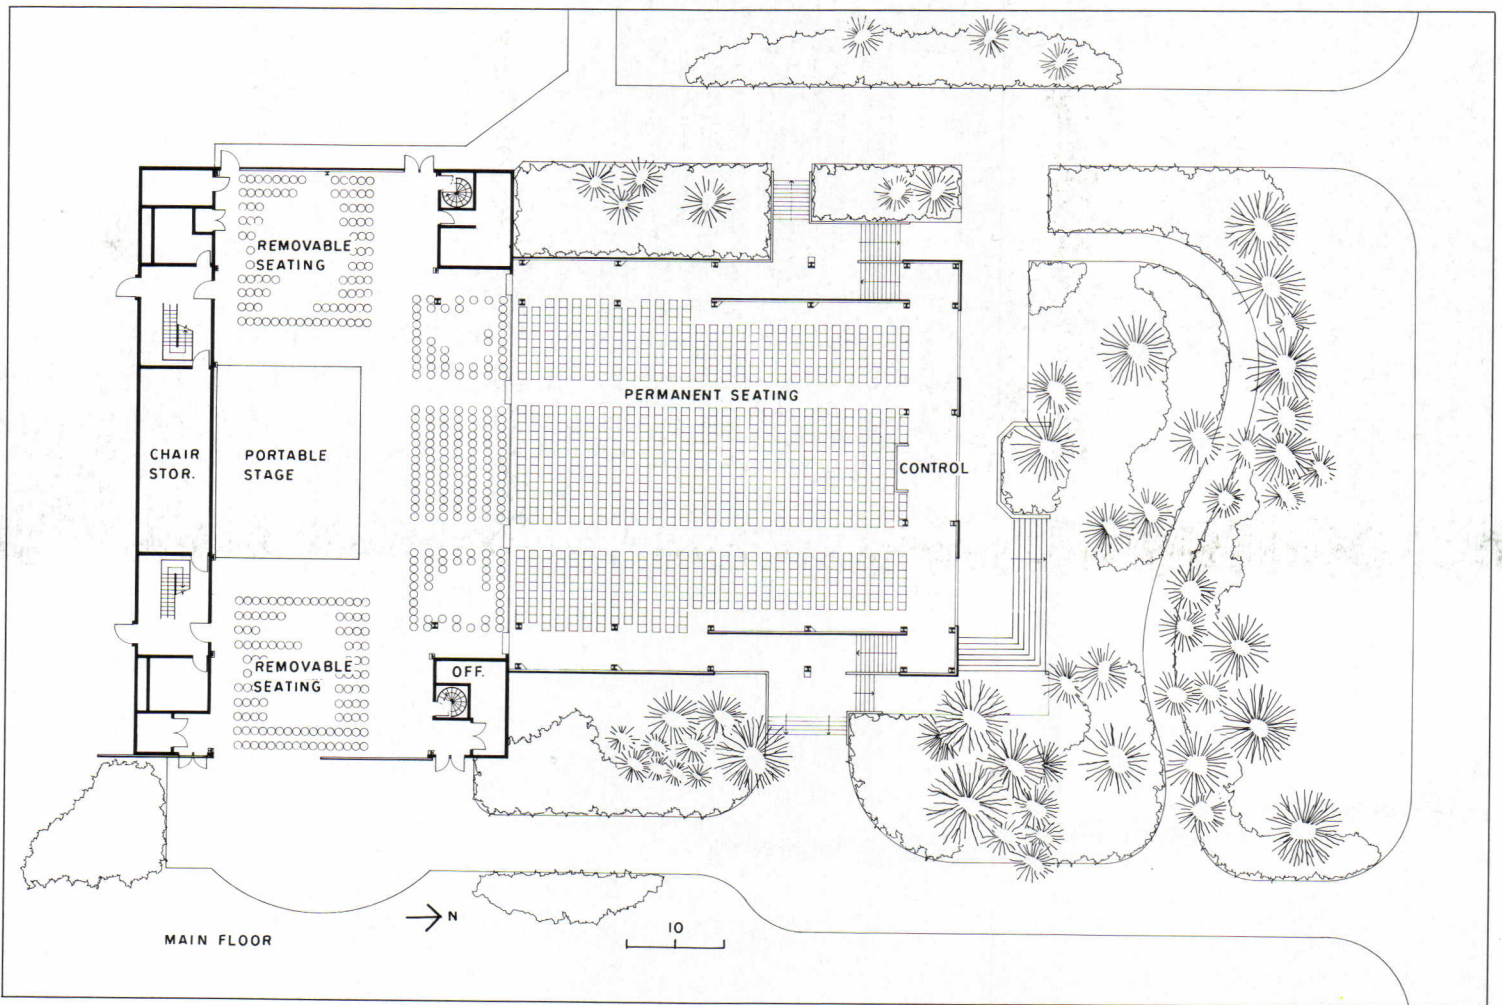 REMOVABLE
SEATING
PERMANENT SEATING
CHAIR
STOR.
PORTABLE
STAGE
CONTROL
REMOVABLE
SEATING
OFF.
N
10
MAIN FLOOR